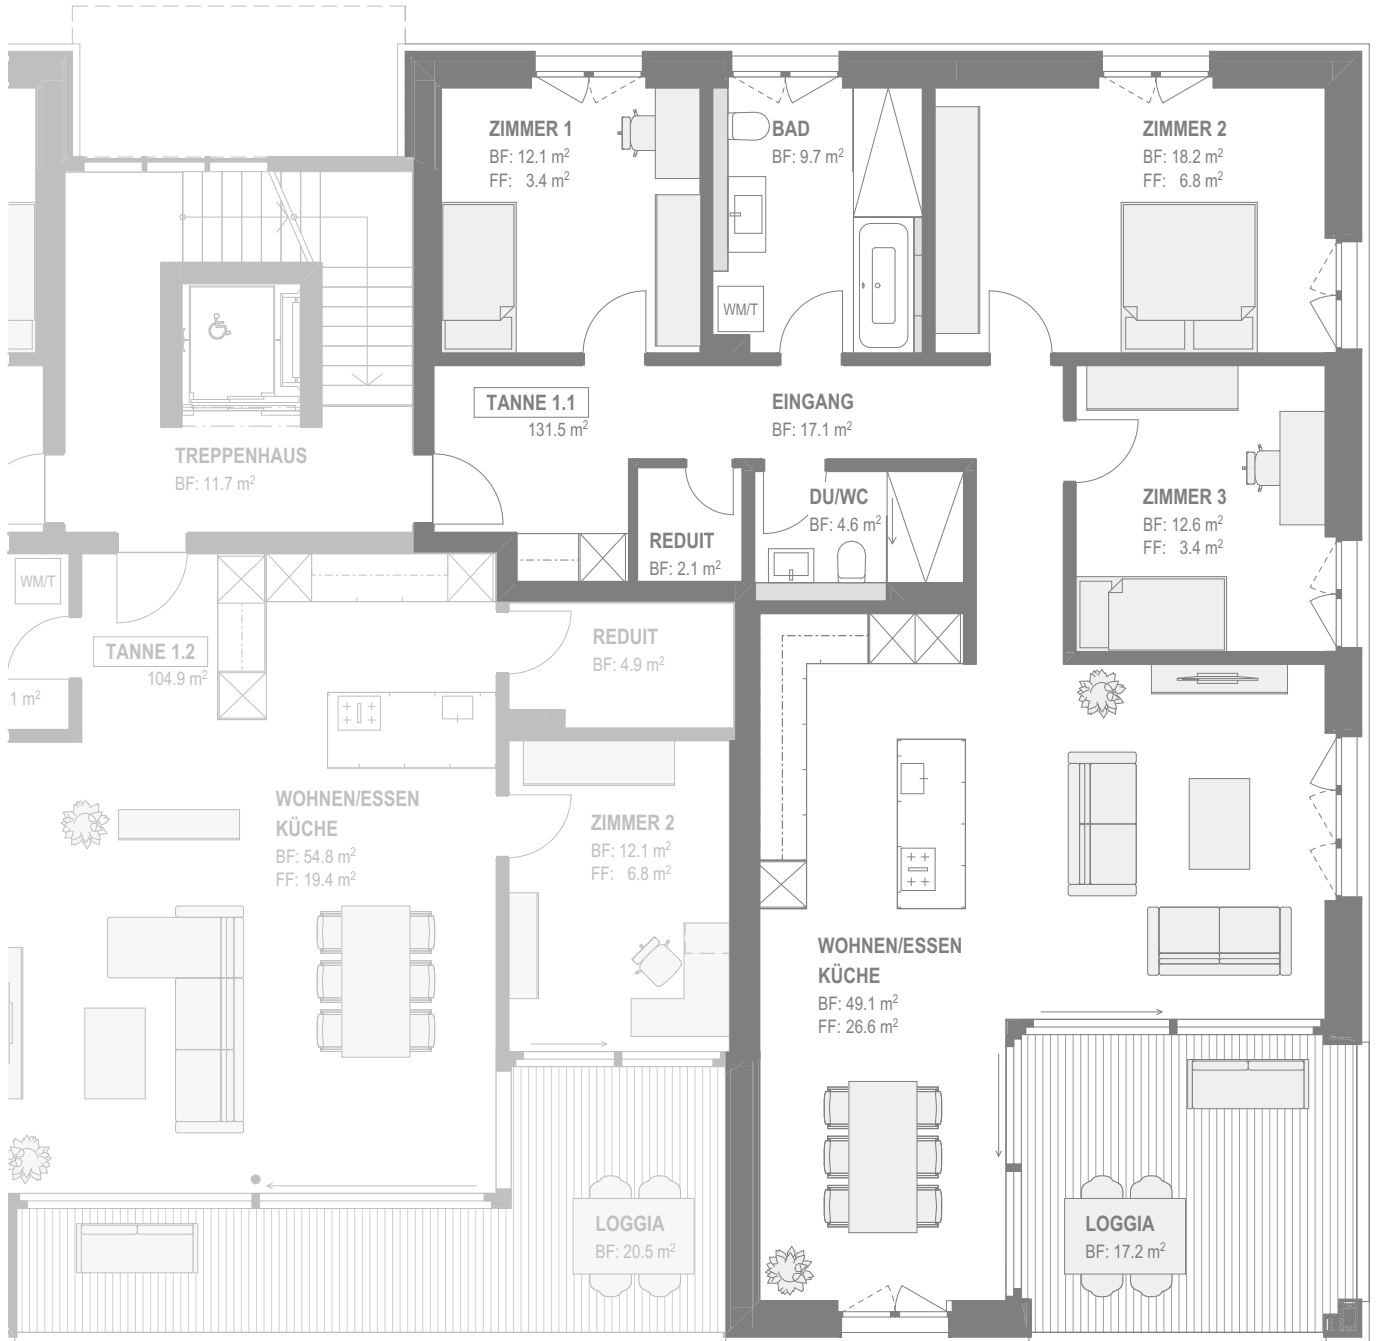 ZIMMER 1
BF: 12.1 m²
FF: 3.4 m²
BAD
BF: 9.7 m²
ZIMMER 2
BF: 18.2 m²
FF: 6.8 m²
WM/T
TANNE 1.1
131.5 m²
EINGANG
BF: 17.1 m²
TREPPENHAUS
BF: 11.7 m²
DU/WC
BF: 4.6 m²
ZIMMER 3
BF: 12.6 m²
FF: 3.4 m²
REDUIT
BF: 2.1 m²
WM/T
TANNE 1.2
104.9 m²
REDUIT
BF: 4.9 m²
.1 m²
WOHNEN/ESSEN
KÜCHE
BF: 54.8 m²
FF: 19.4 m²
ZIMMER 2
BF: 12.1 m²
FF: 6.8 m²
WOHNEN/ESSEN
KÜCHE
BF: 49.1 m²
FF: 26.6 m²
LOGGIA
BF: 20.5 m²
LOGGIA
BF: 17.2 m²